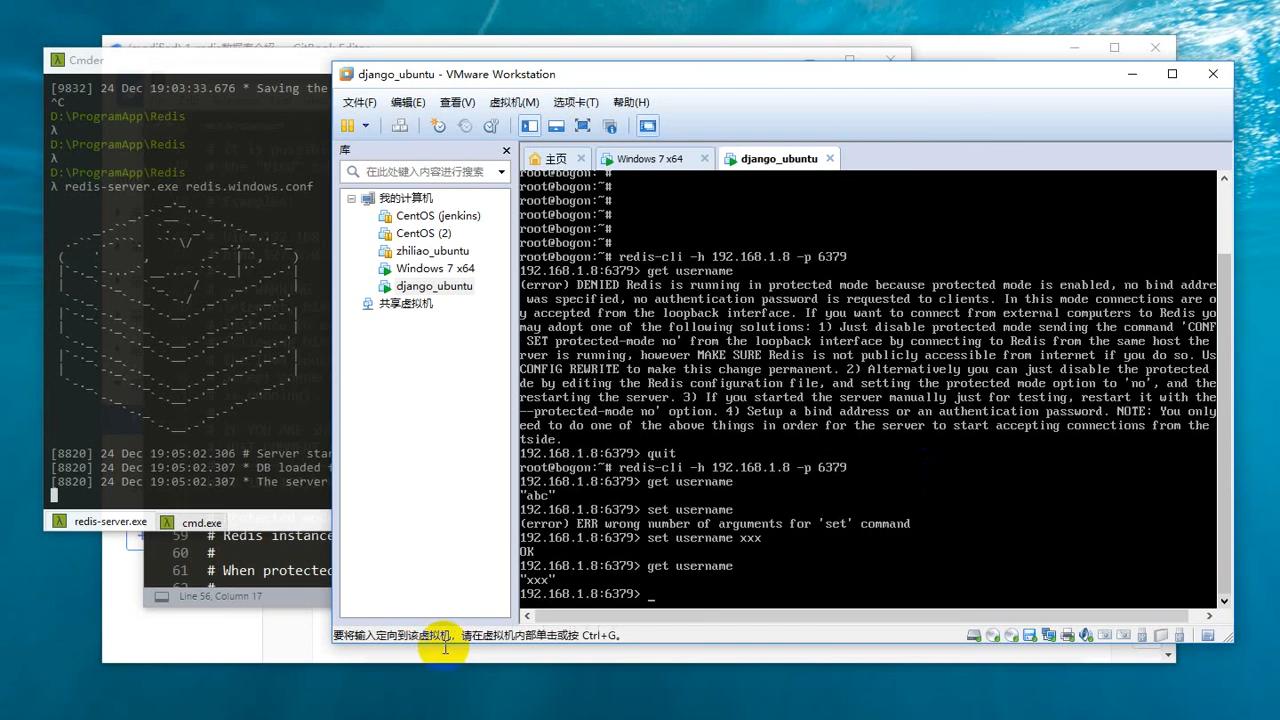 (modified) 1.redis数据库介绍 - GitBook Editor
Cmder
[9832] 24 Dec 19:03:33.676 * Saving the
^C
D:\ProgramApp\Redis
λ
D:\ProgramApp\Redis
λ
D:\ProgramApp\Redis
λ redis-server.exe redis.windows.conf
[8820] 24 Dec 19:05:02.306 # Server star
[8820] 24 Dec 19:05:02.307 * DB loaded f
[8820] 24 Dec 19:05:02.307 * The server
redis-server.exe
cmd.exe
59 # Redis instance
60 #
61 # When protected
Line 56, Column 17
django_ubuntu - VMware Workstation
文件(F) 编辑(E) 查看(V) 虚拟机(M) 选项卡(T) 帮助(H)
库
在此处键入内容进行搜索
我的计算机
CentOS (jenkins)
CentOS (2)
zhiliao_ubuntu
Windows 7 x64
django_ubuntu
共享虚拟机
主页
Windows 7 x64
django_ubuntu
root@bogon:~#
root@bogon:~#
root@bogon:~#
root@bogon:~#
root@bogon:~#
root@bogon:~#
root@bogon:~# redis-cli -h 192.168.1.8 -p 6379
192.168.1.8:6379> get username
(error) DENIED Redis is running in protected mode because protected mode is enabled, no bind addre
 was specified, no authentication password is requested to clients. In this mode connections are o
y accepted from the loopback interface. If you want to connect from external computers to Redis yo
may adopt one of the following solutions: 1) Just disable protected mode sending the command 'CONF
 SET protected-mode no' from the loopback interface by connecting to Redis from the same host the
rver is running, however MAKE SURE Redis is not publicly accessible from internet if you do so. Us
CONFIG REWRITE to make this change permanent. 2) Alternatively you can just disable the protected
de by editing the Redis configuration file, and setting the protected mode option to 'no', and the
restarting the server. 3) If you started the server manually just for testing, restart it with the
--protected-mode no' option. 4) Setup a bind address or an authentication password. NOTE: You only
eed to do one of the above things in order for the server to start accepting connections from the
tside.
192.168.1.8:6379> quit
root@bogon:~# redis-cli -h 192.168.1.8 -p 6379
192.168.1.8:6379> get username
"abc"
192.168.1.8:6379> set username
(error) ERR wrong number of arguments for 'set' command
192.168.1.8:6379> set username xxx
OK
192.168.1.8:6379> get username
"xxx"
192.168.1.8:6379> _
要将输入定向到该虚拟机，请在虚拟机内部单击或按 Ctrl+G。